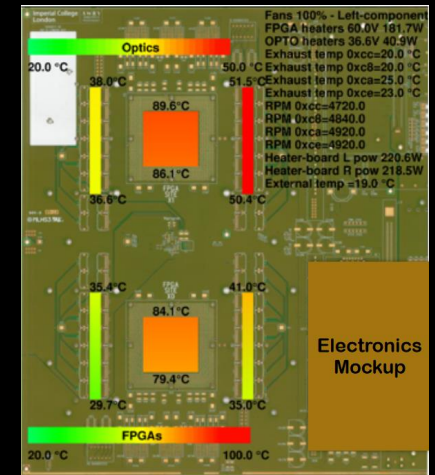 Imperial College
London
Fans 100% - Left-component
FPGA heaters 60.0V 181.7W
OPTO heaters 36.6V 40.9W
Exhaust temp 0xcc=20.0 °C
Exhaust temp 0xc8=20.0 °C
Exhaust temp 0xca=25.0 °C
Exhaust temp 0xce=23.0 °C
RPM 0xcc=4720.0
RPM 0xc8=4840.0
RPM 0xca=4920.0
RPM 0xce=4920.0
Heater-board L pow 220.6W
Heater-board R pow 218.5W
External temp =19.0 °C
Optics
20.0 °C
50.0 °C
38.0°C
51.5°C
89.6°C
86.1°C
36.6°C
50.4°C
FPGA
35.4°C
41.0°C
FPGA
84.1°C
79.4°C
29.7°C
35.0°C
Electronics
Mockup
FPGAs
20.0 °C
100.0 °C